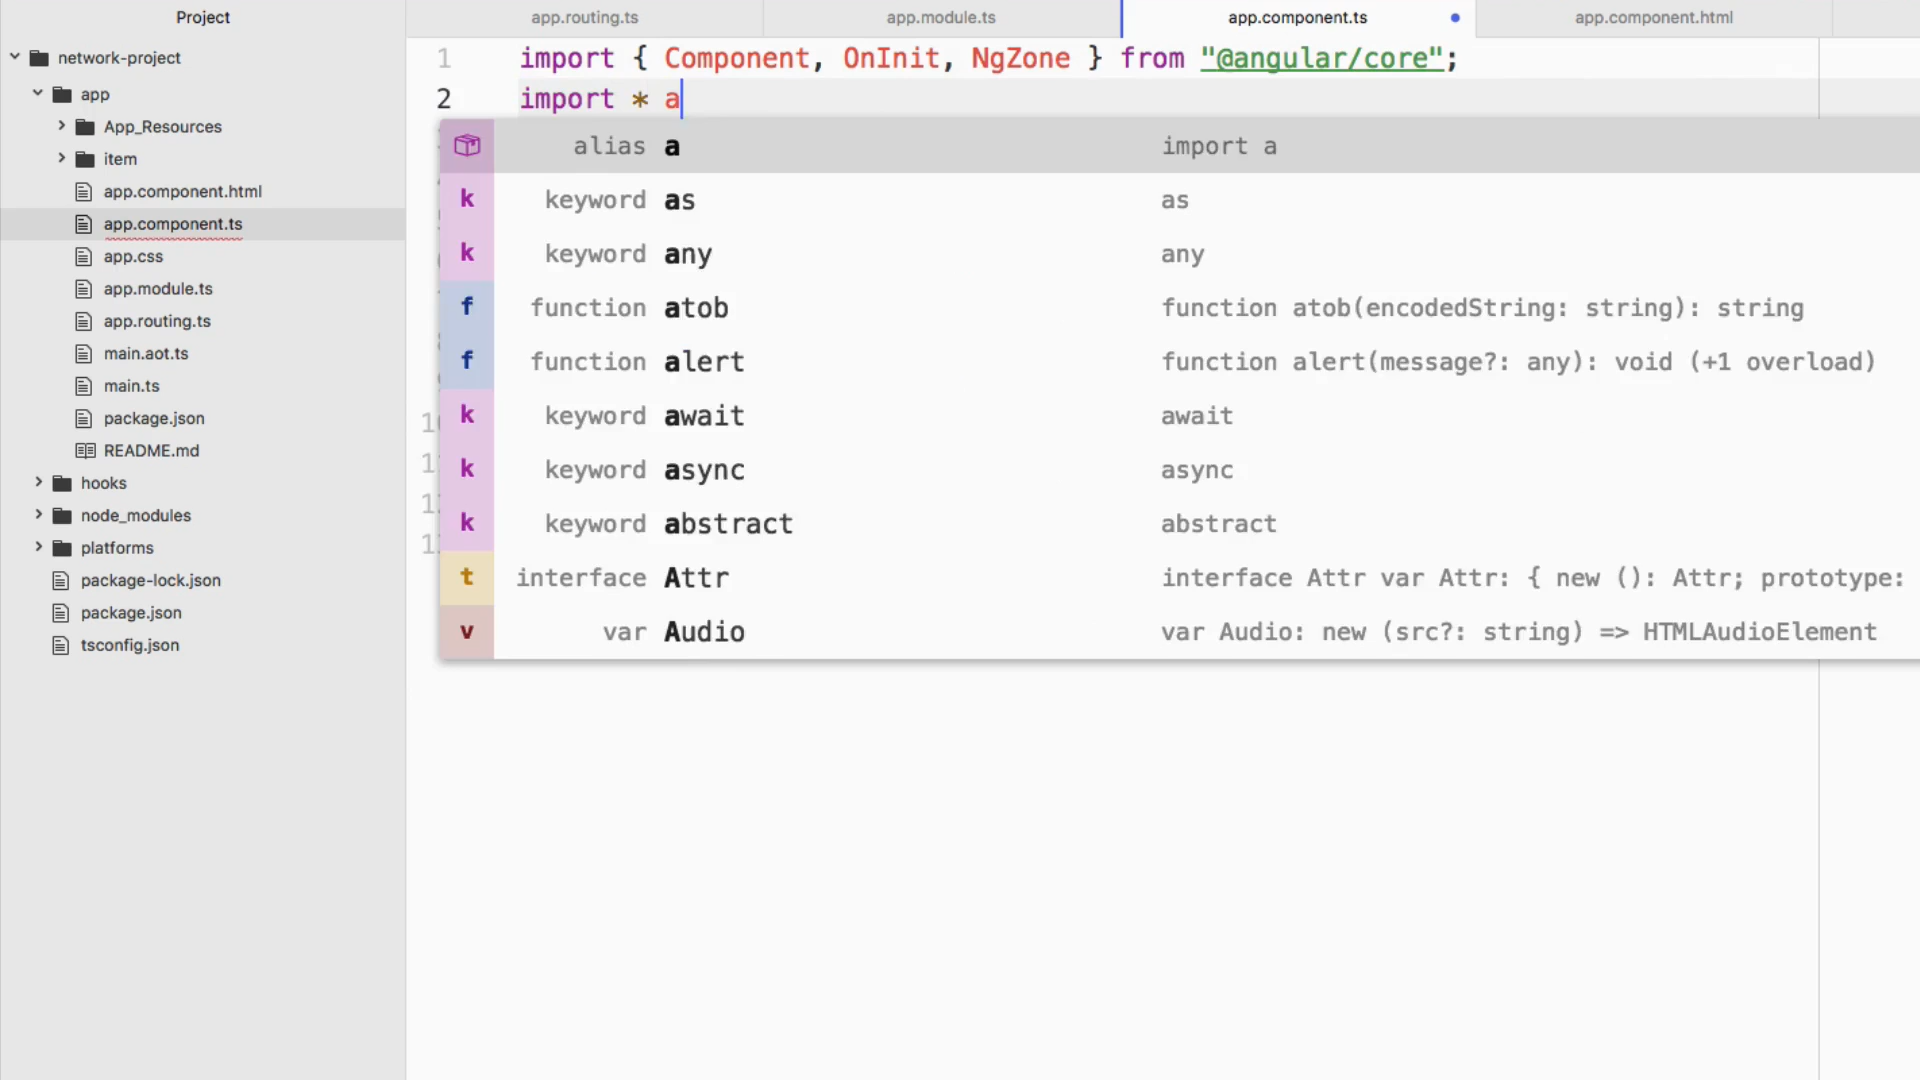 Project
network-project
app
App_Resources
item
app.component.html
app.component.ts
app.css
app.module.ts
app.routing.ts
main.aot.ts
main.ts
package.json
README.md
hooks
node_modules
platforms
package-lock.json
package.json
tsconfig.json
app.routing.ts app.module.ts app.component.ts app.component.html
1 import { Component, OnInit, NgZone } from "@angular/core";
2 import * a
alias a import a
k keyword as as
k keyword any any
f function atob function atob(encodedString: string): string
f function alert function alert(message?: any): void (+1 overload)
k keyword await await
k keyword async async
k keyword abstract abstract
t interface Attr interface Attr var Attr: { new (): Attr; prototype:
v var Audio var Audio: new (src?: string) => HTMLAudioElement